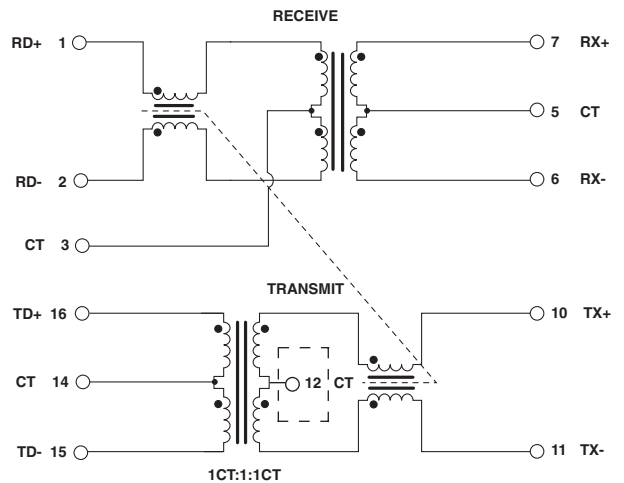 RECEIVE
RD+ 1
7 RX+
5 CT
RD- 2
6 RX-
CT 3
TRANSMIT
TD+ 16
10 TX+
CT 14
12 CT
TD- 15
11 TX-
1CT:1:1CT